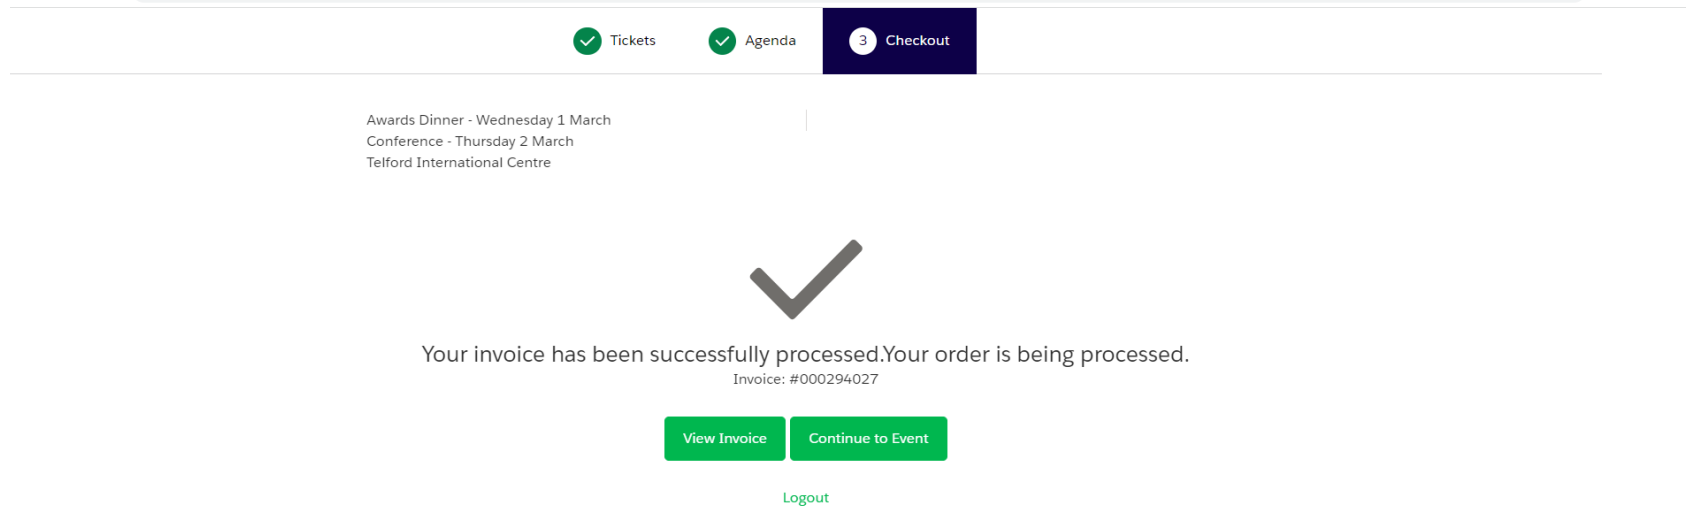 Tickets
Agenda
3 Checkout
Awards Dinner - Wednesday 1 March
Conference - Thursday 2 March
Telford International Centre
Your invoice has been successfully processed.Your order is being processed.
Invoice: #000294027
View Invoice
Continue to Event
Logout